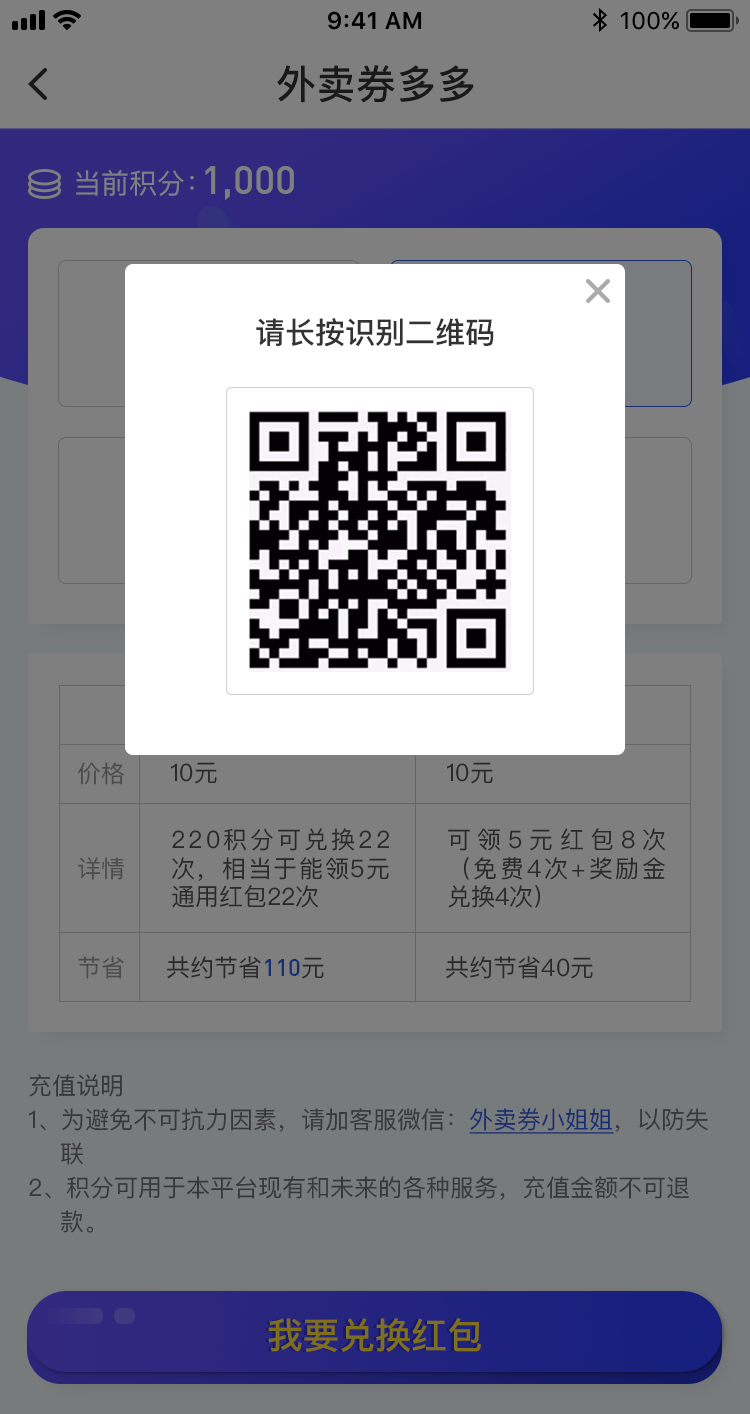 9:41 AM
100%
外卖券多多
当前积分:1,000
请长按识别二维码
价格
10元
10元
详情
220积分可兑换22
次，相当于能领5元
通用红包22次
可领5元红包8次
（免费4次+奖励金
兑换4次）
节省
共约节省110元
共约节省40元
充值说明
1、为避免不可抗力因素，请加客服微信：外卖券小姐姐，以防失
联
2、积分可用于本平台现有和未来的各种服务，充值金额不可退
款。
我要兑换红包